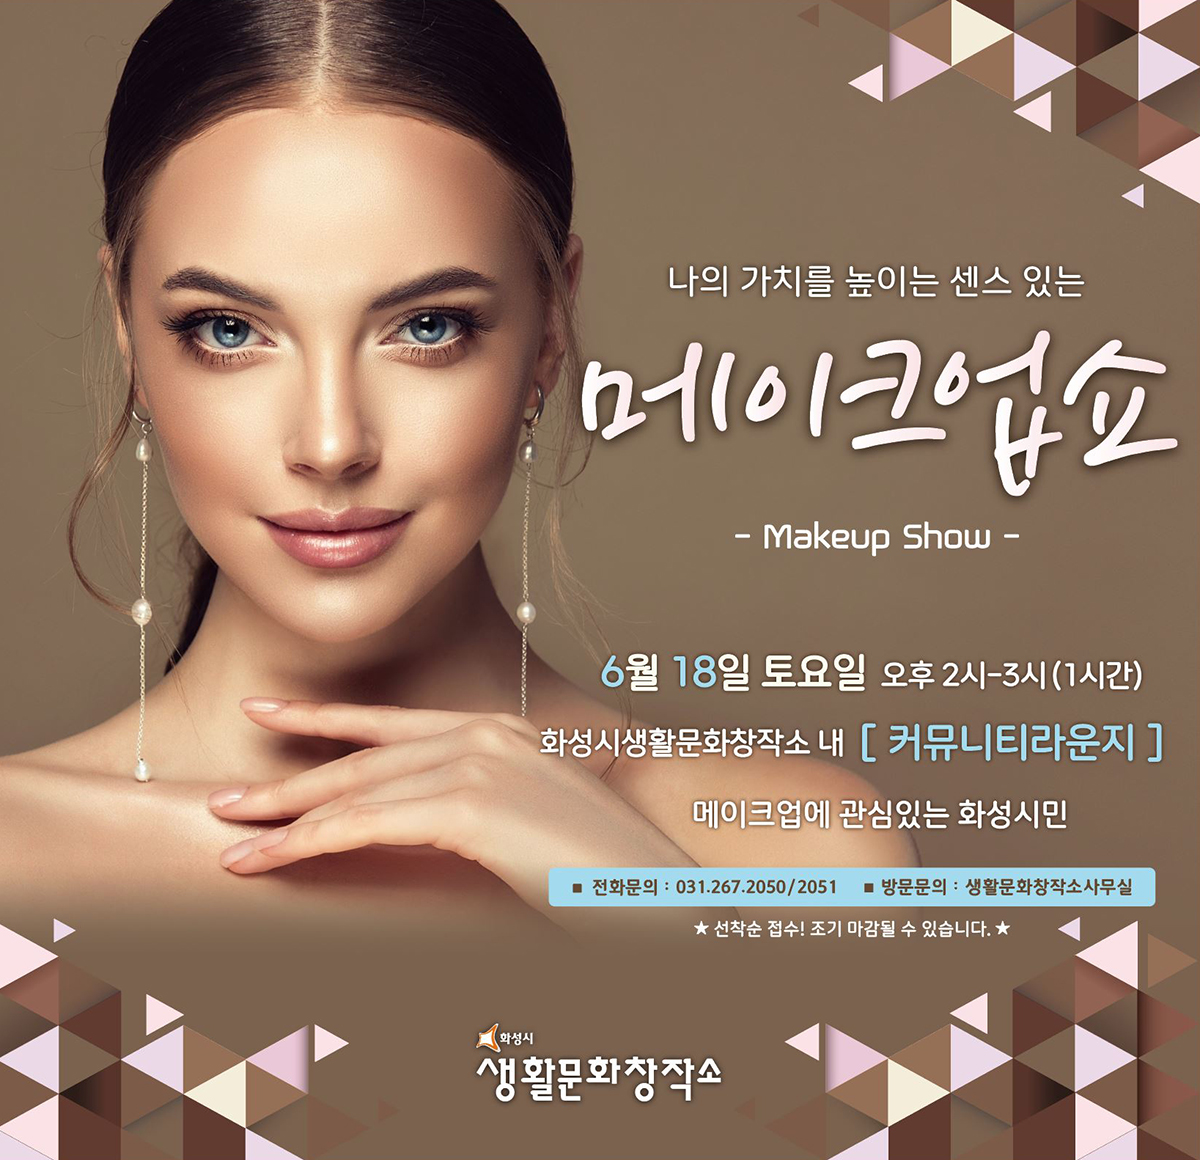 나의 가치를 높이는 센스 있는
메이크업쇼
- Makeup Show -
6월 18일 토요일 오후 2시-3시(1시간)
화성시생활문화창작소 내 [ 커뮤니티라운지 ]
메이크업에 관심있는 화성시민
■ 전화문의 : 031.267.2050/2051 ■ 방문문의 : 생활문화창작소사무실
★ 선착순 접수! 조기 마감될 수 있습니다. ★
화성시
생활문화창작소